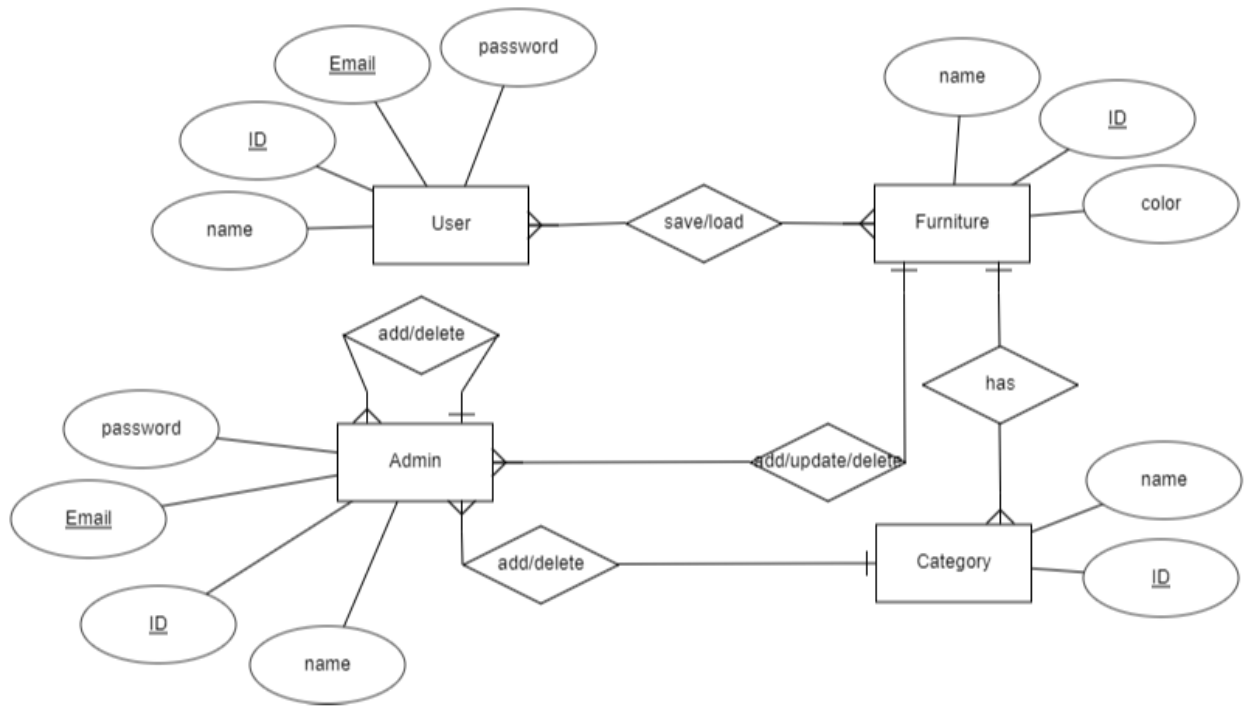 password
Email
name
ID
ID
color
name
User
save/load
Furniture
add/delete
has
password
Admin
add/update/delete
name
Email
Category
add/delete
ID
ID
name